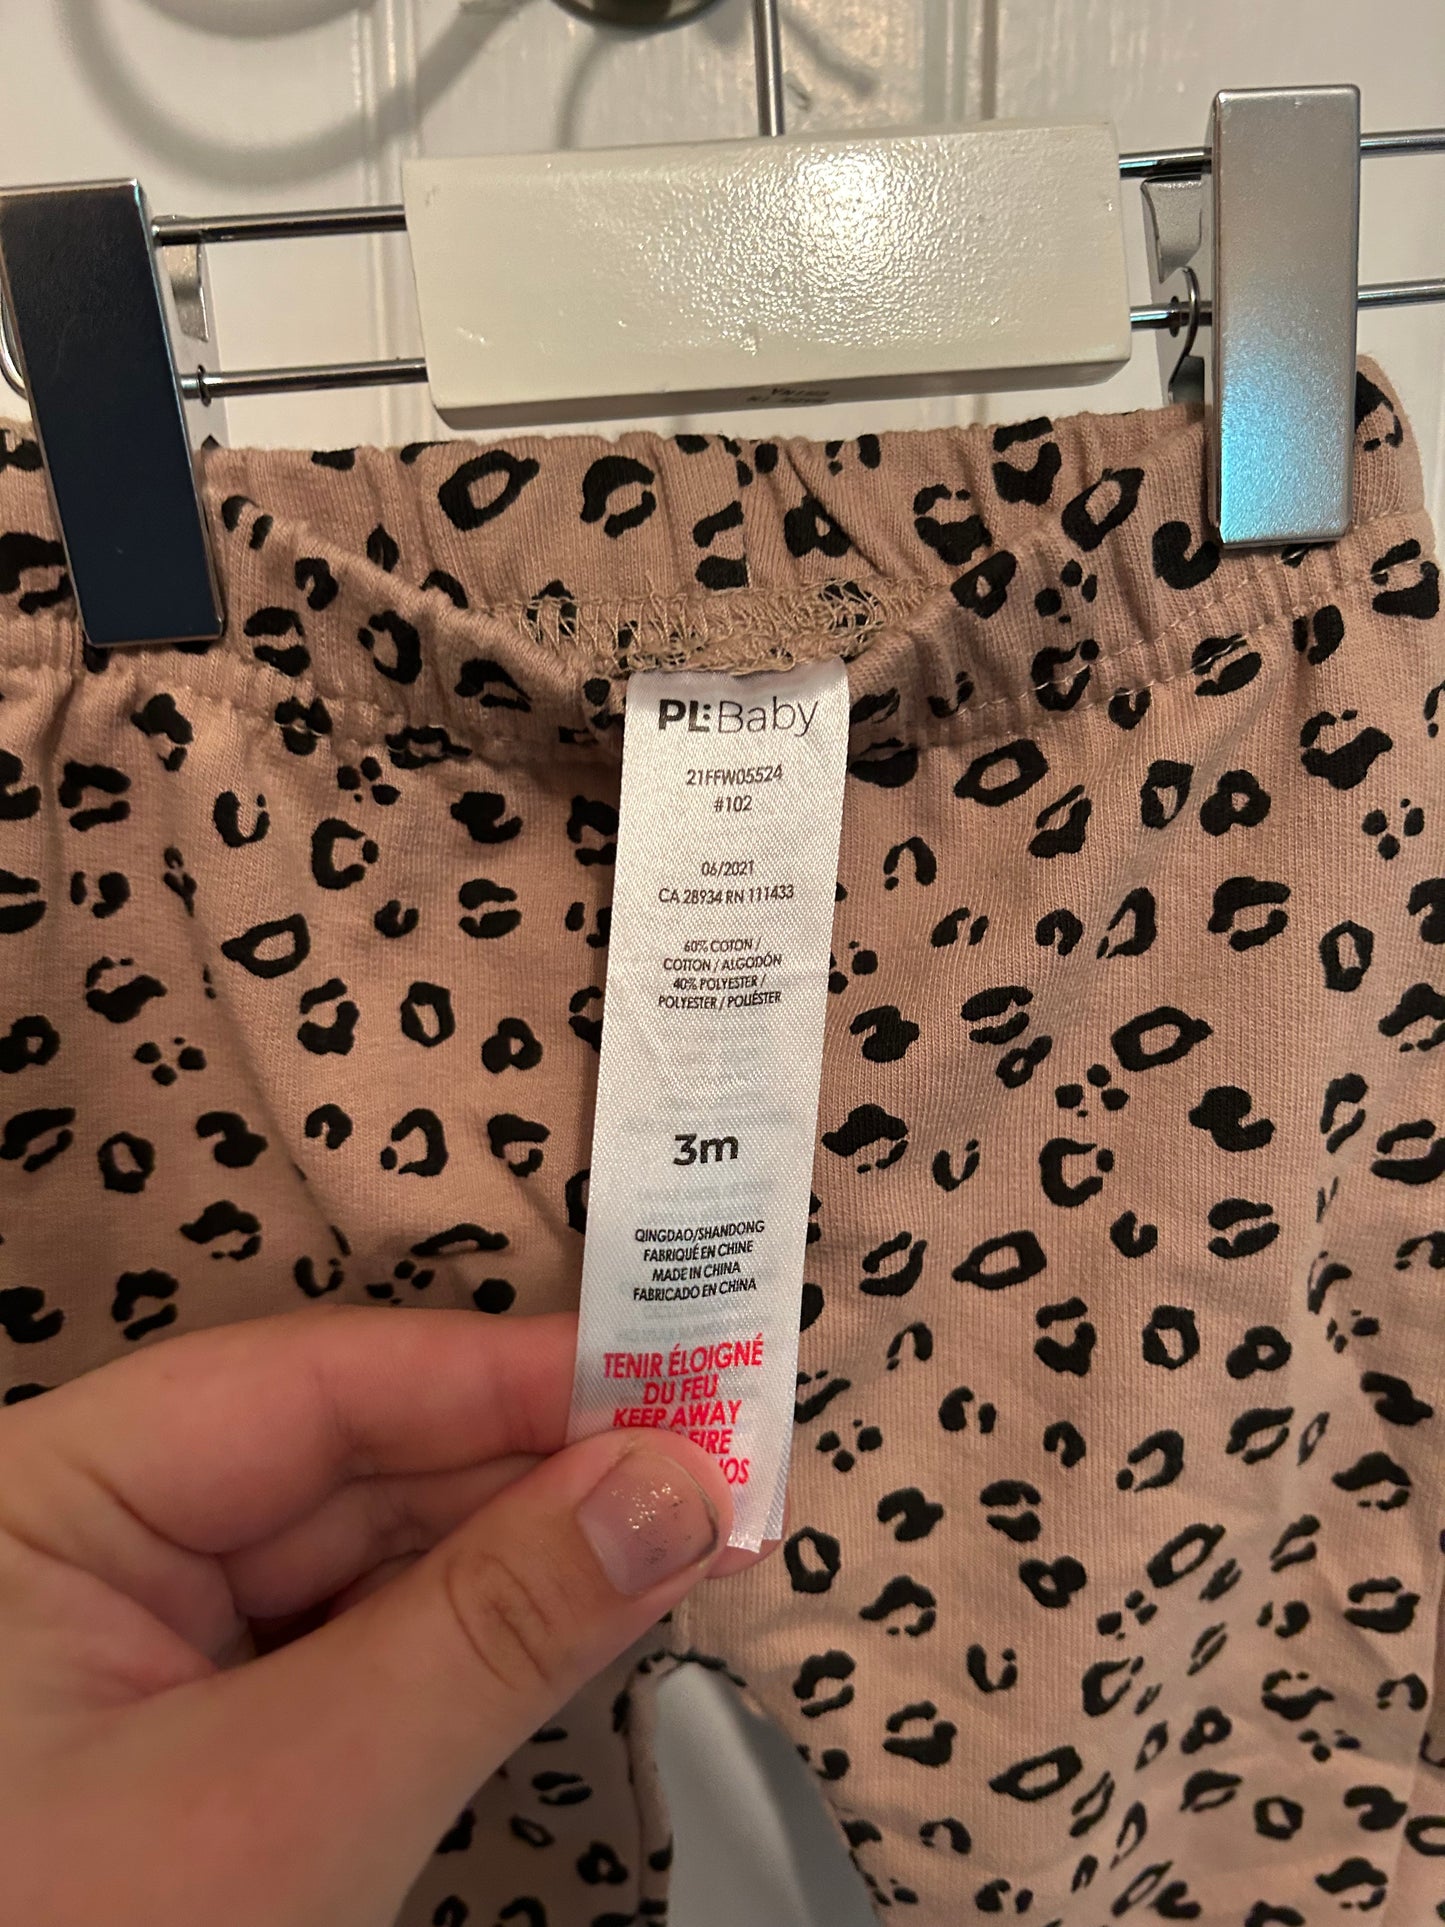 PL:Baby
21FFW05524
#102
06/2021
CA 28934 RN 111433
60% COTON /
COTTON / ALGODÓN
40% POLYESTER /
POLYESTER / POLIÉSTER
3m
QINGDAO/SHANDONG
FABRIQUÉ EN CHINE
MADE IN CHINA
FABRICADO EN CHINA
TENIR ÉLOIGNÉ
DU FEU
KEEP AWAY
FIRE